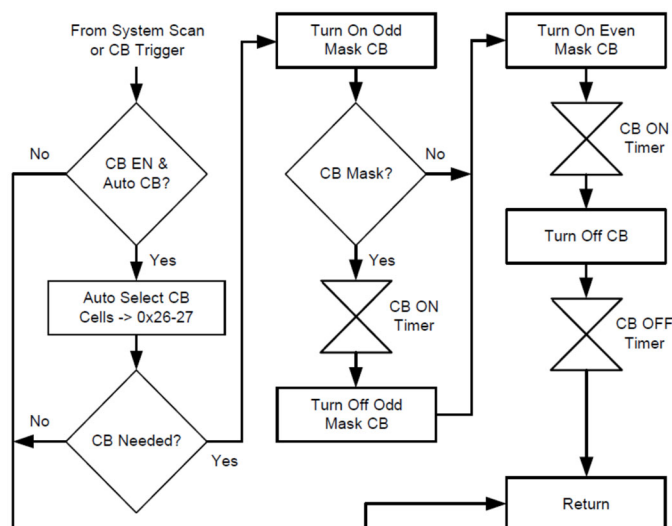 From System Scan
or CB Trigger
No
CB EN &
Auto CB?
Yes
Auto Select CB
Cells -> 0x26-27
No
CB Needed?
Yes
Turn On Odd
Mask CB
CB Mask?
No
Yes
CB ON
Timer
Turn Off Odd
Mask CB
Turn On Even
Mask CB
CB ON
Timer
Turn Off CB
CB OFF
Timer
Return